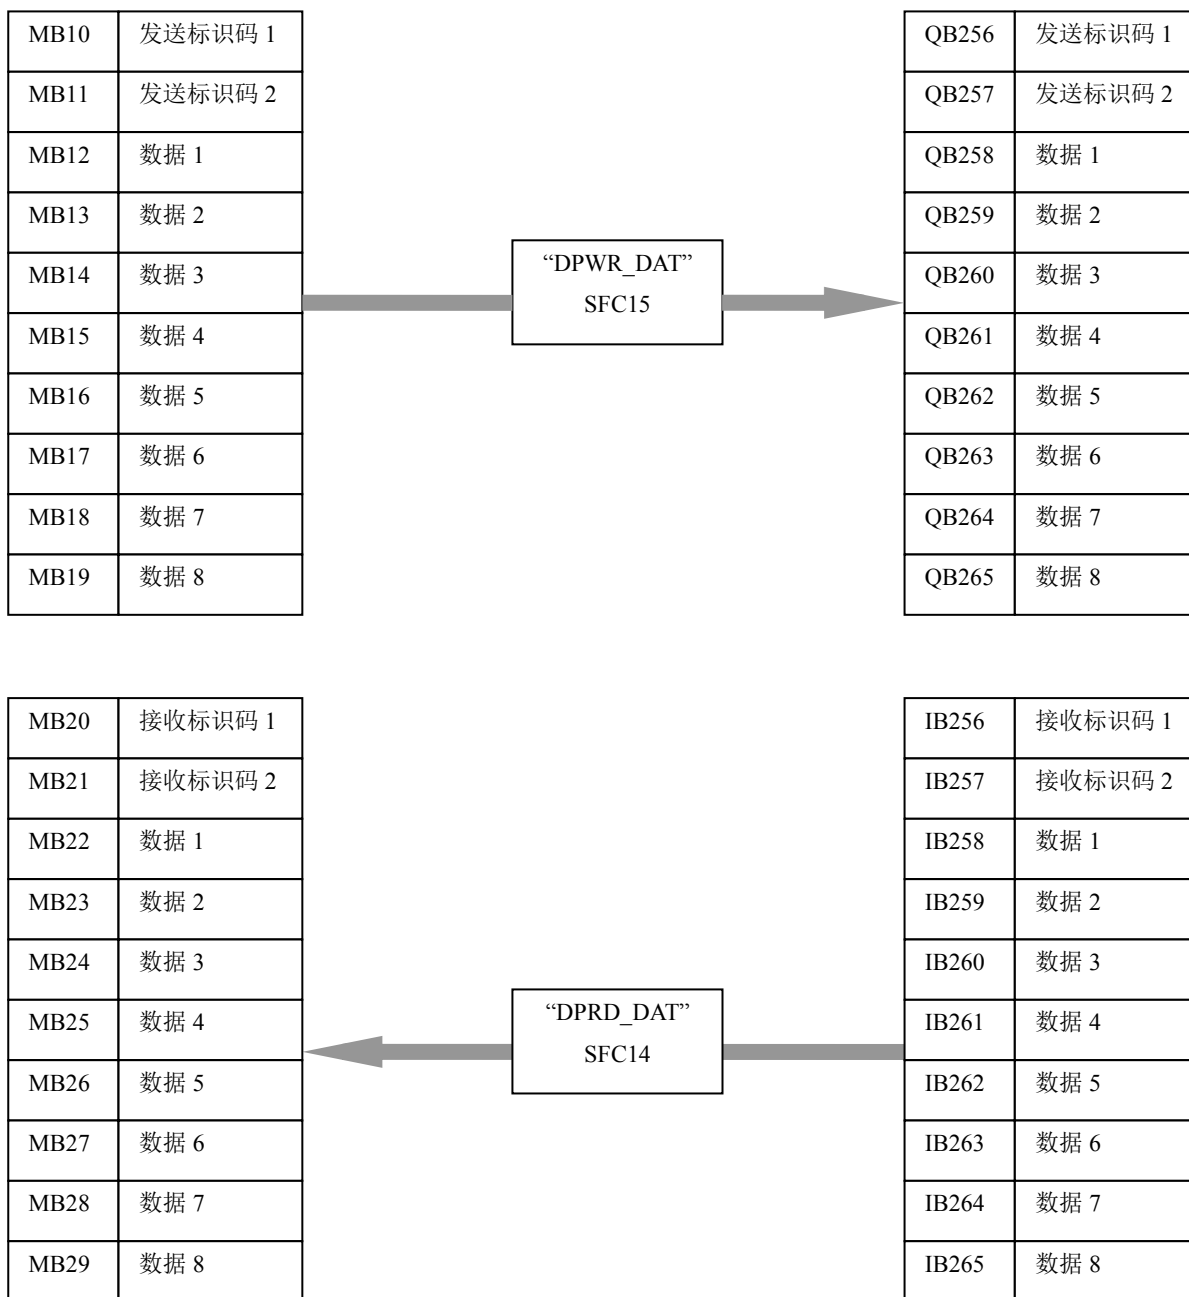 MB10 发送标识码 1
MB11 发送标识码 2
MB12 数据 1
MB13 数据 2
MB14 数据 3
MB15 数据 4
MB16 数据 5
MB17 数据 6
MB18 数据 7
MB19 数据 8
“DPWR_DAT”
SFC15
QB256 发送标识码 1
QB257 发送标识码 2
QB258 数据 1
QB259 数据 2
QB260 数据 3
QB261 数据 4
QB262 数据 5
QB263 数据 6
QB264 数据 7
QB265 数据 8
MB20 接收标识码 1
MB21 接收标识码 2
MB22 数据 1
MB23 数据 2
MB24 数据 3
MB25 数据 4
MB26 数据 5
MB27 数据 6
MB28 数据 7
MB29 数据 8
“DPRD_DAT”
SFC14
IB256 接收标识码 1
IB257 接收标识码 2
IB258 数据 1
IB259 数据 2
IB260 数据 3
IB261 数据 4
IB262 数据 5
IB263 数据 6
IB264 数据 7
IB265 数据 8